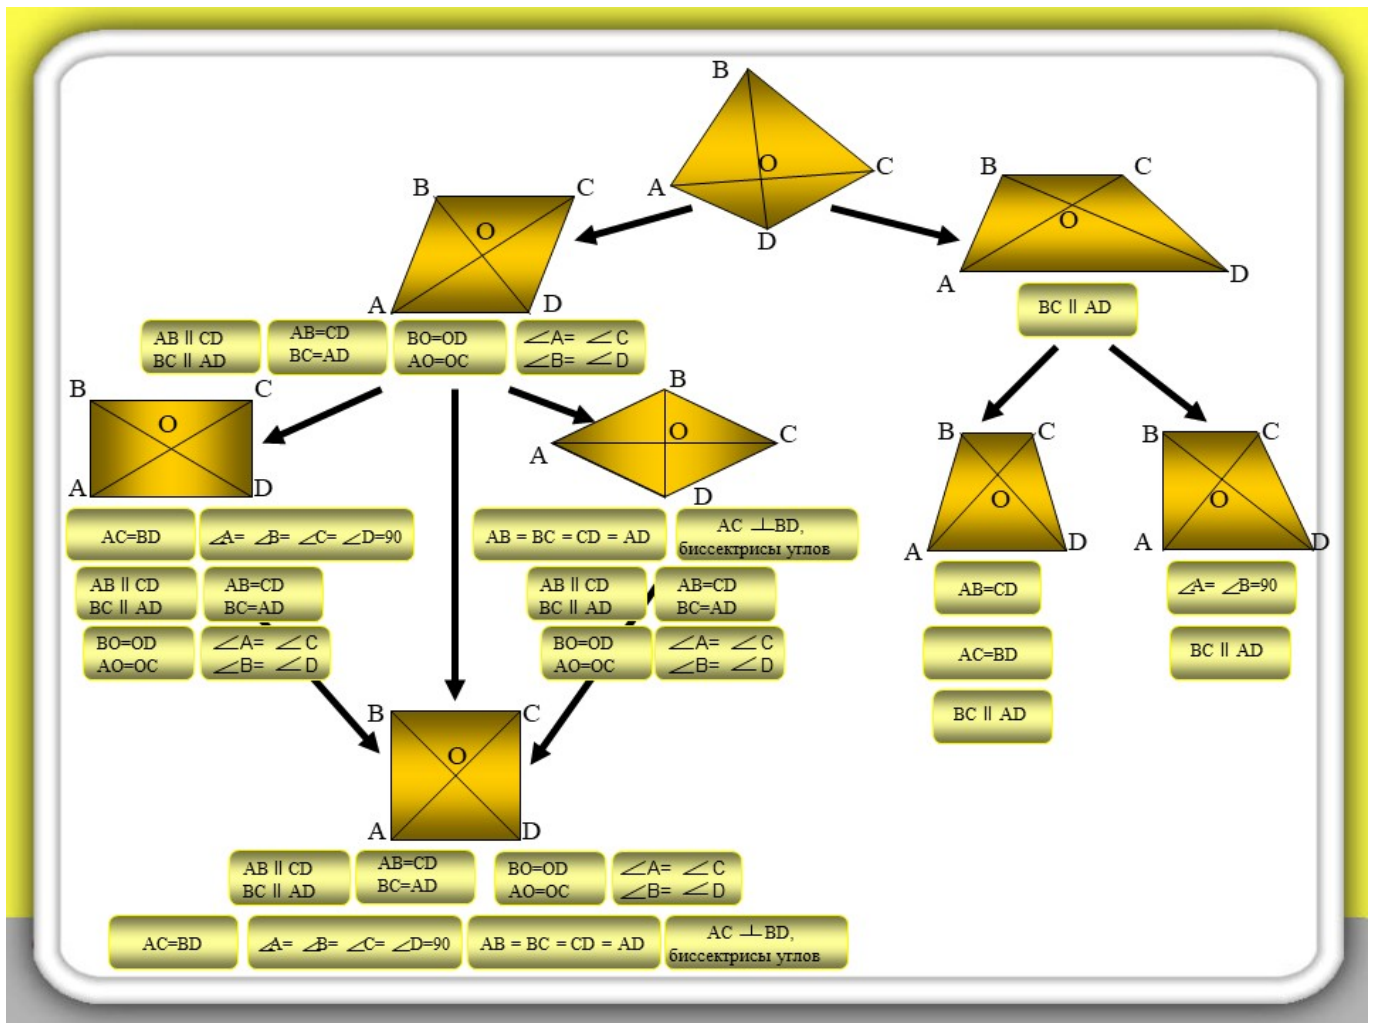 B
O
C
A
D
B
C
O
A
D
B
C
O
A
D
AB || CD
BC || AD
AB=CD
BC=AD
BO=OD
AO=OC
∠A= ∠C
∠B= ∠D
BC || AD
B
C
O
A
D
B
O
C
A
D
B
C
O
A
D
B
C
O
A
D
AC=BD
∠A= ∠B= ∠C= ∠D=90
AB = BC = CD = AD
AC ⊥BD,
биссектрисы углов
AB || CD
BC || AD
AB=CD
BC=AD
BO=OD
AO=OC
∠A= ∠C
∠B= ∠D
AB || CD
BC || AD
AB=CD
BC=AD
BO=OD
AO=OC
∠A= ∠C
∠B= ∠D
AB=CD
AC=BD
BC || AD
∠A= ∠B=90
BC || AD
B
C
O
A
D
AB || CD
BC || AD
AB=CD
BC=AD
BO=OD
AO=OC
∠A= ∠C
∠B= ∠D
AC=BD
∠A= ∠B= ∠C= ∠D=90
AB = BC = CD = AD
AC ⊥BD,
биссектрисы углов